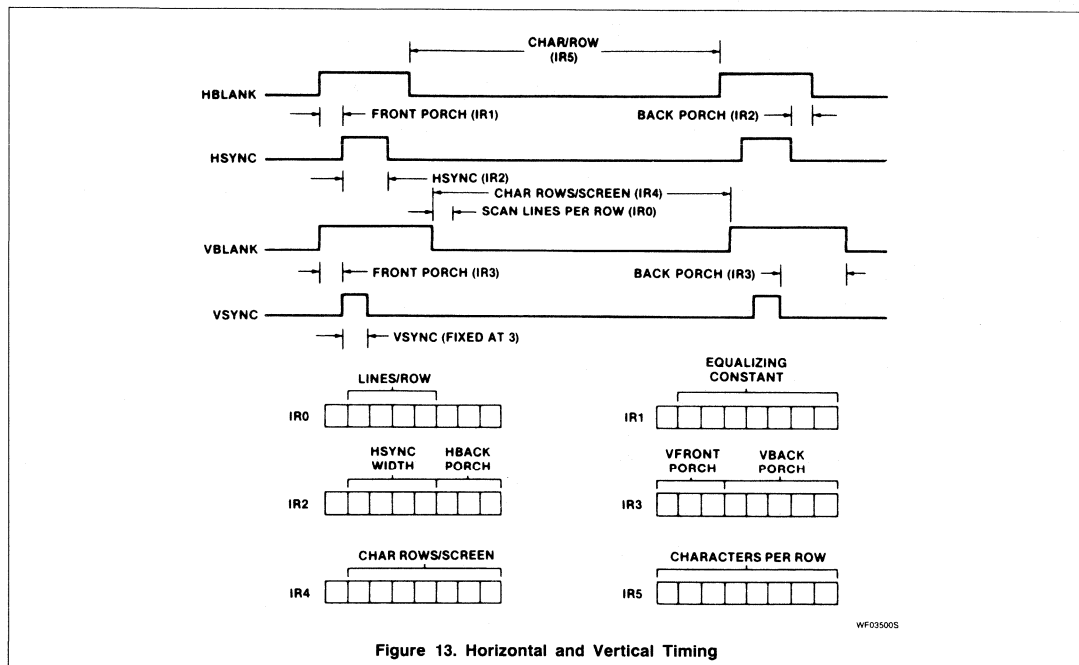 CHAR/ROW
(IR5)
HBLANK
FRONT PORCH (IR1)
BACK PORCH (IR2)
HSYNC
HSYNC (IR2)
CHAR ROWS/SCREEN (IR4)
SCAN LINES PER ROW (IR0)
VBLANK
FRONT PORCH (IR3)
BACK PORCH (IR3)
VSYNC
VSYNC (FIXED AT 3)
LINES/ROW
IR0
EQUALIZING
CONSTANT
IR1
HSYNC
WIDTH
HBACK
PORCH
IR2
VFRONT
PORCH
VBACK
PORCH
IR3
CHAR ROWS/SCREEN
IR4
CHARACTERS PER ROW
IR5
WF03500S
Figure 13. Horizontal and Vertical Timing